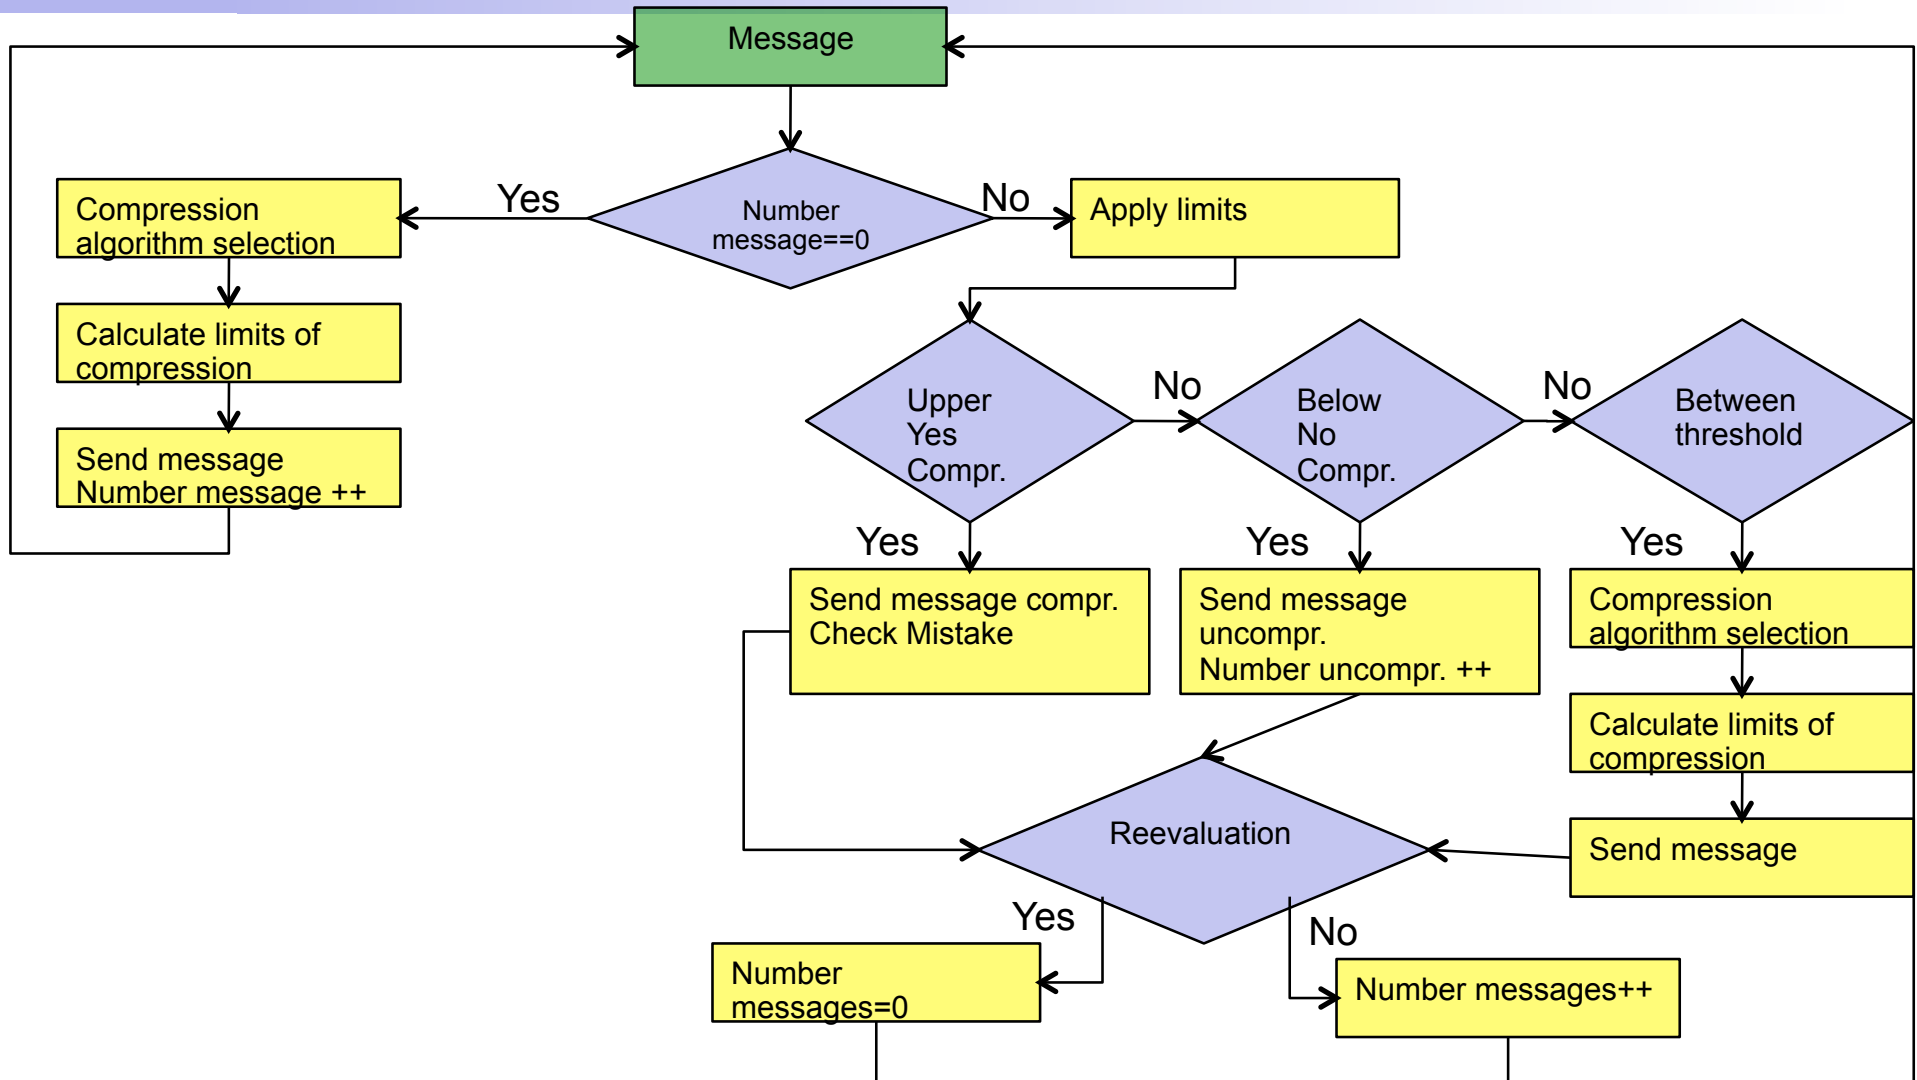 Message
Yes
No
Number
message==0
Compression
algorithm selection
Apply limits
Calculate limits of
compression
Send message
Number message ++
Upper
Yes
Compr.
No
Below
No
Compr.
No
Between
threshold
Yes
Yes
Yes
Send message compr.
Check Mistake
Send message
uncompr.
Number uncompr. ++
Compression
algorithm selection
Calculate limits of
compression
Send message
Reevaluation
Yes
No
Number
messages=0
Number messages++